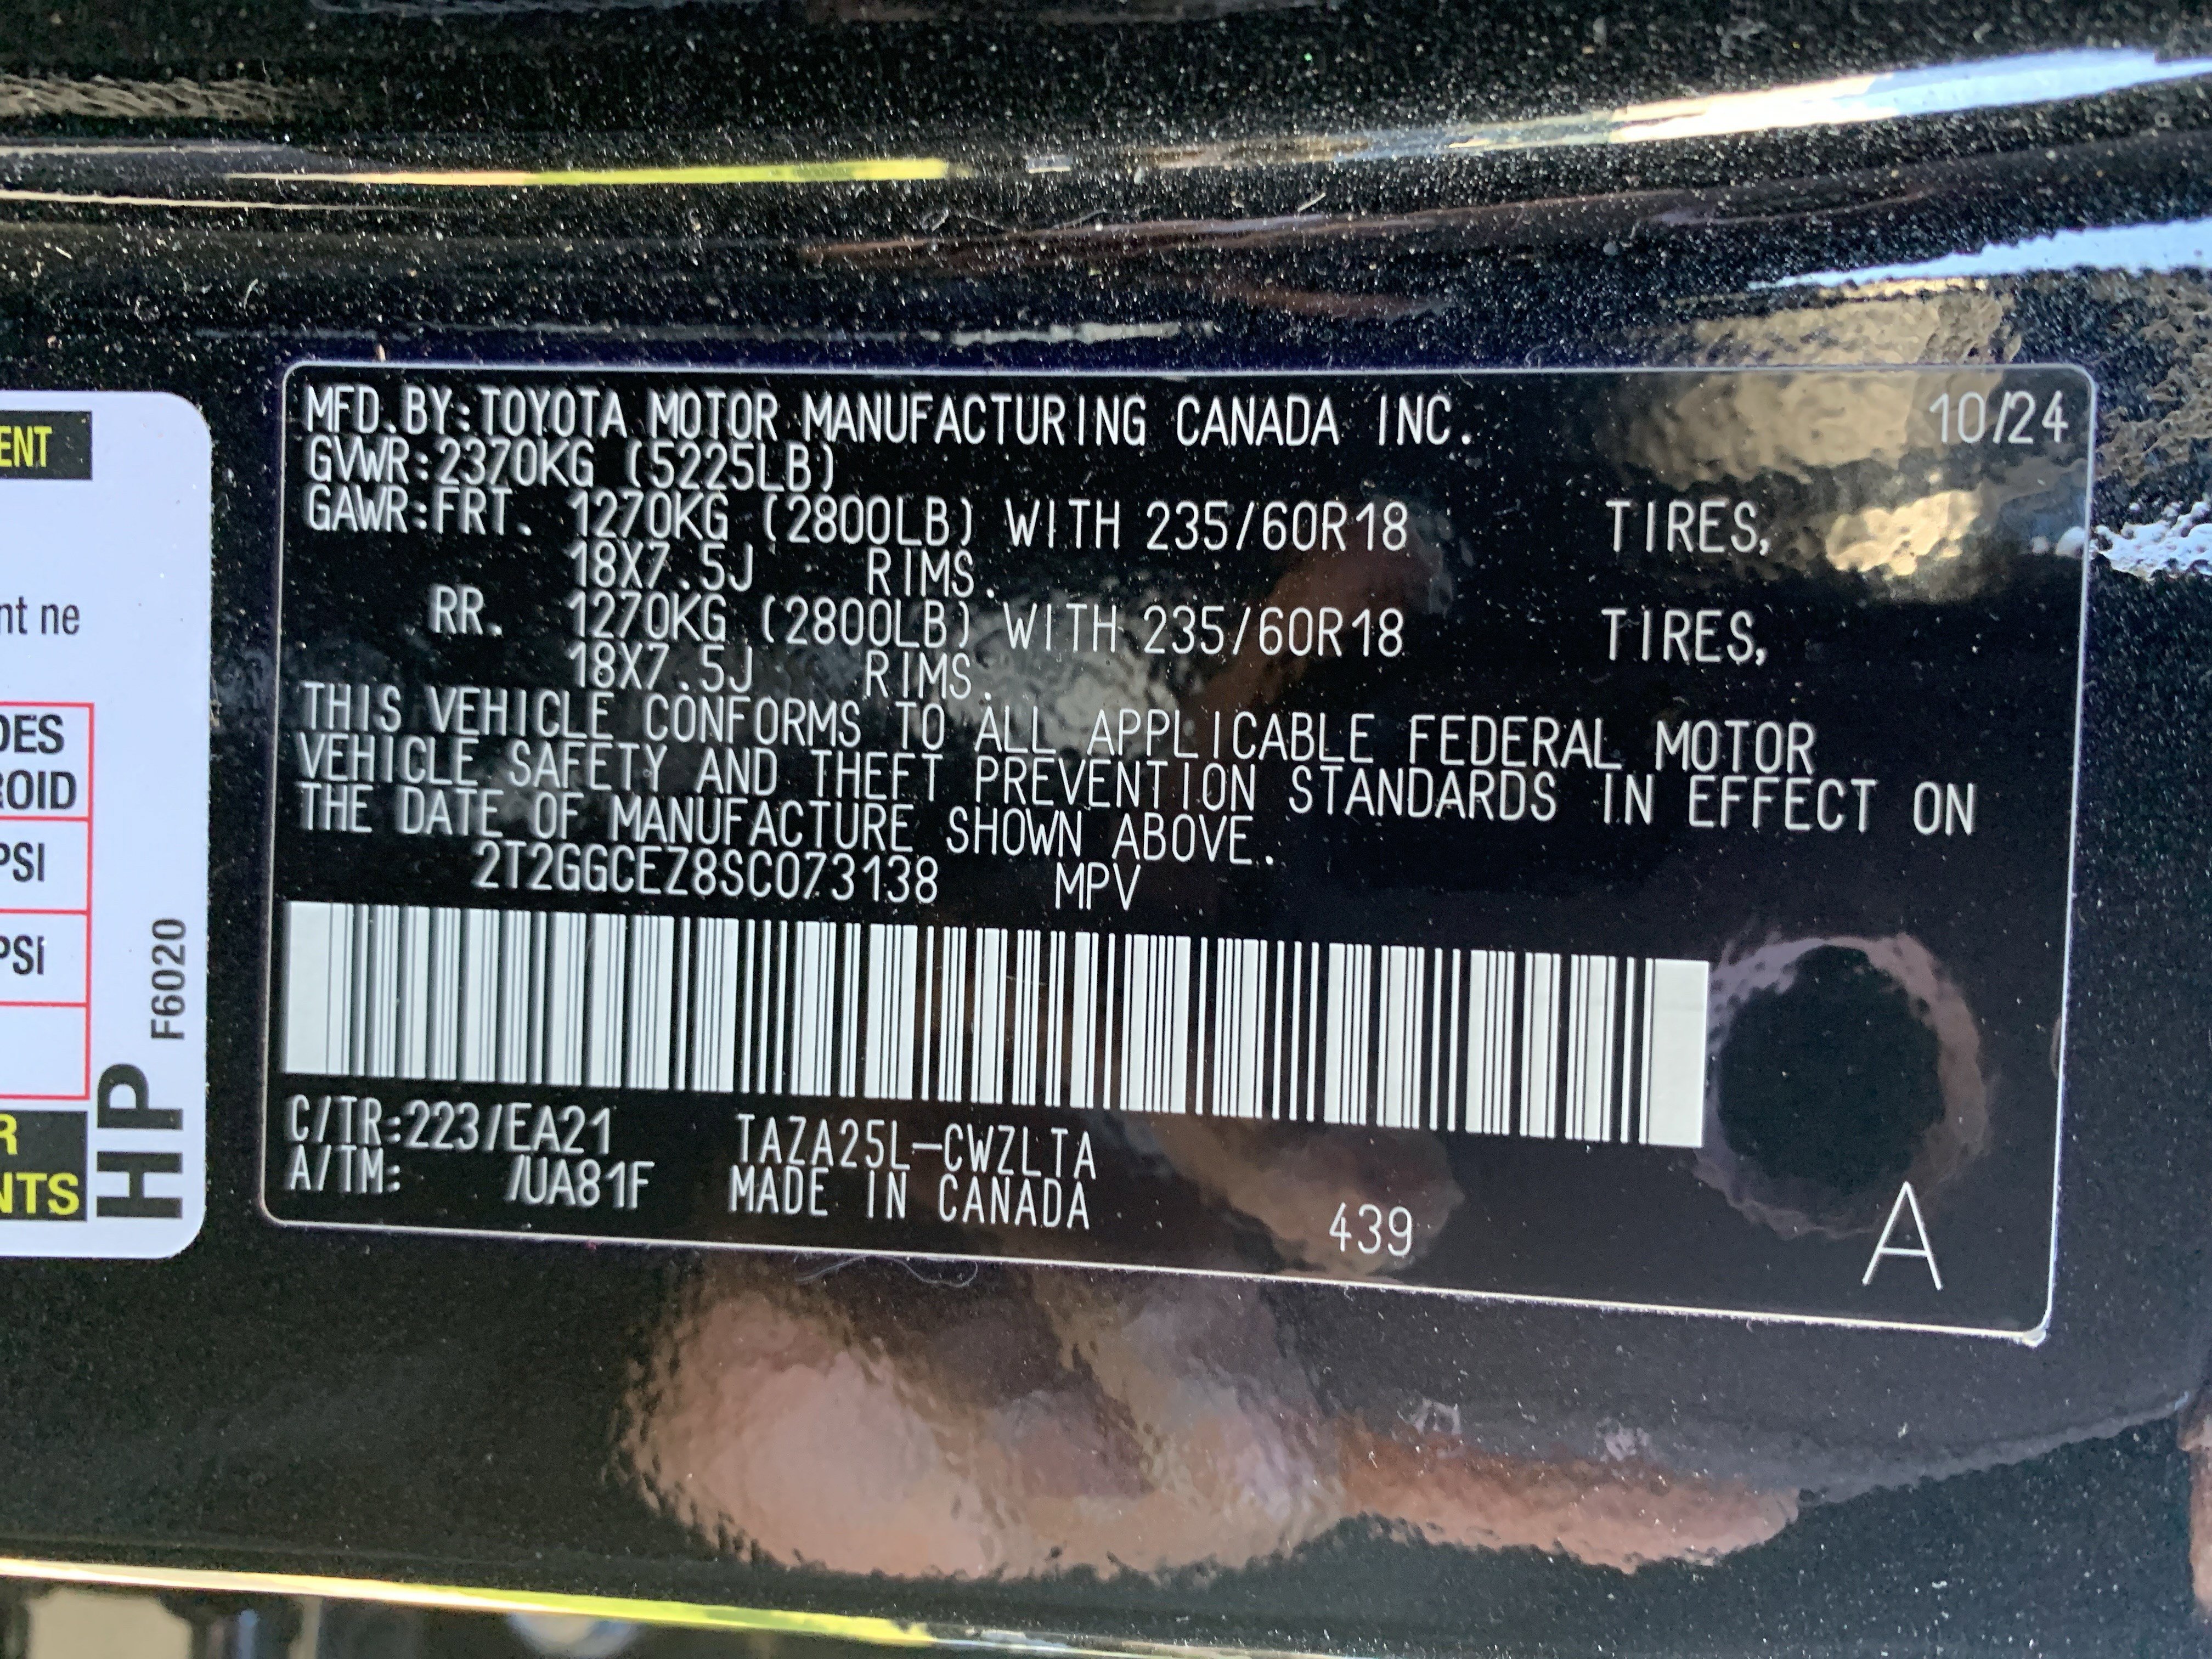 ENT
nt ne
DES
ROID
PSI
PSI
R
NTS
HP F6020
MFD.BY:TOYOTA MOTOR MANUFACTURING CANADA INC. 10/24
GVWR:2370KG (5225LB)
GAWR:FRT. 1270KG (2800LB) WITH 235/60R18 TIRES,
18X7.5J RIMS.
RR. 1270KG (2800LB) WITH 235/60R18 TIRES,
18X7.5J RIMS.
THIS VEHICLE CONFORMS TO ALL APPLICABLE FEDERAL MOTOR
VEHICLE SAFETY AND THEFT PREVENTION STANDARDS IN EFFECT ON
THE DATE OF MANUFACTURE SHOWN ABOVE.
2T2GGCEZ8SC073138 MPV
C/TR:223/EA21 TAZA25L-CWZLTA
A/TM: /UA81F MADE IN CANADA
439
A